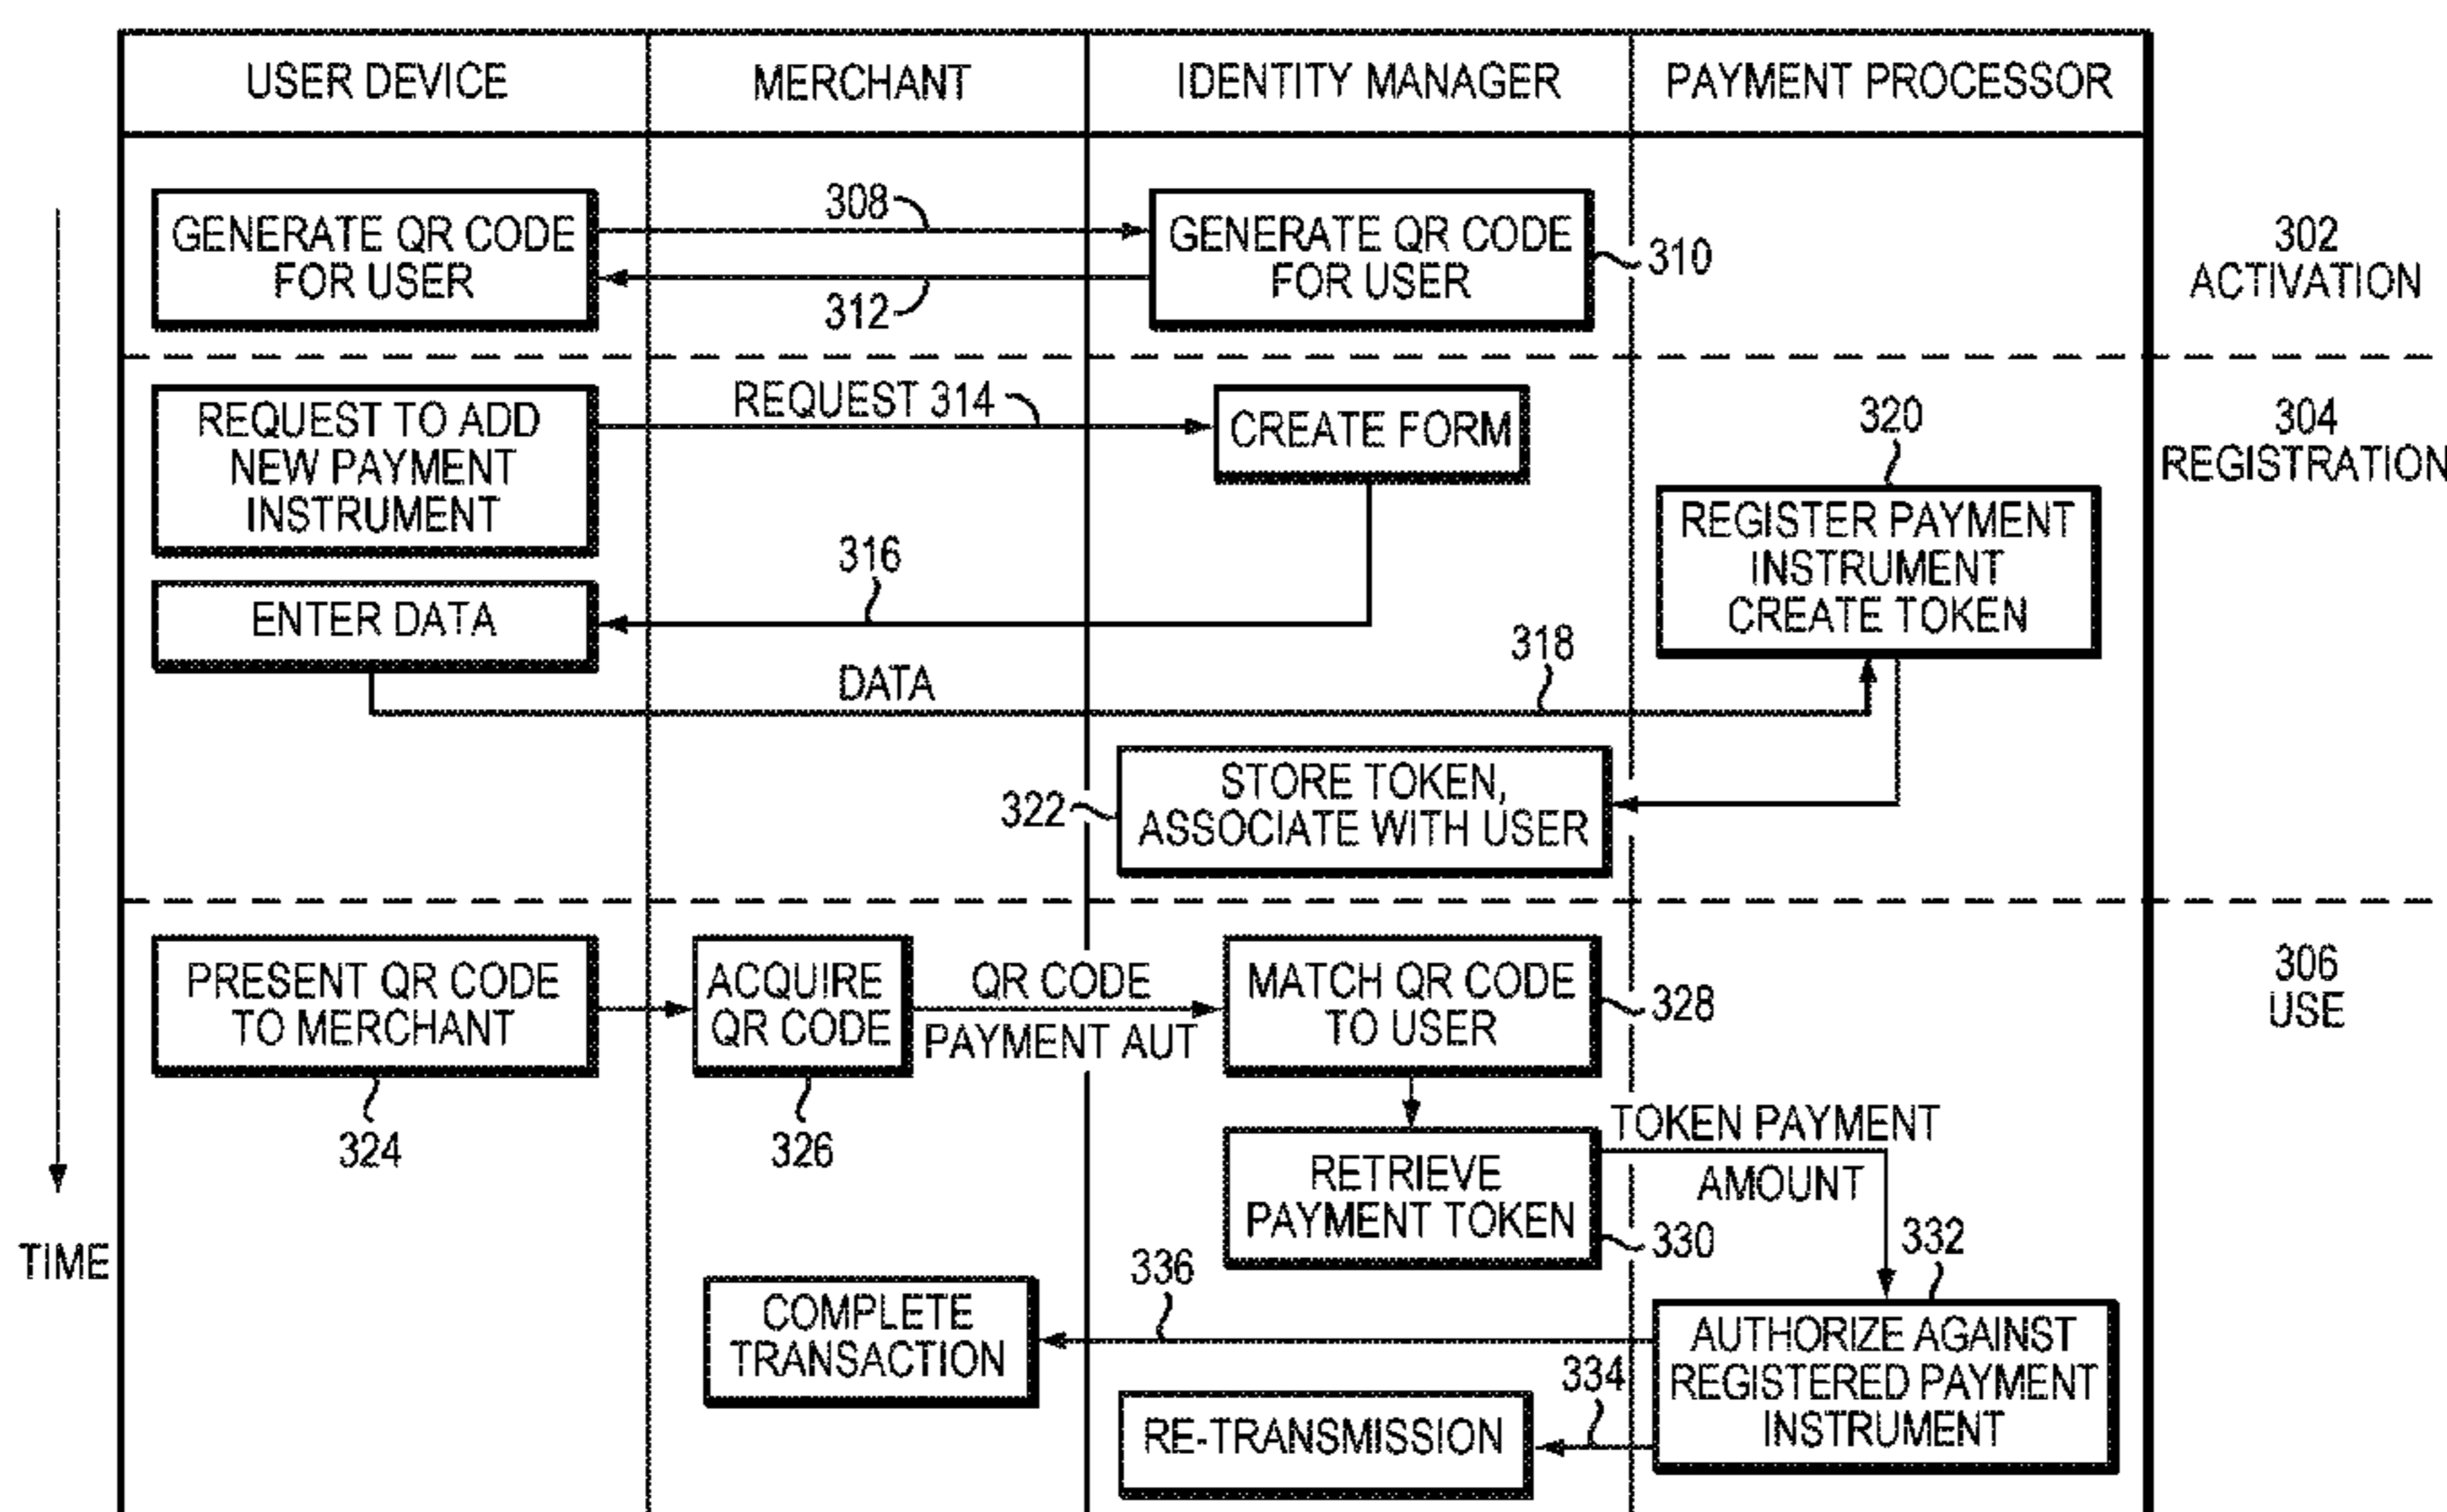 USER DEVICE
MERCHANT
IDENTITY MANAGER
PAYMENT PROCESSOR
GENERATE QR CODE
FOR USER
308
312
GENERATE QR CODE
FOR USER
310
302
ACTIVATION
REQUEST TO ADD
NEW PAYMENT
INSTRUMENT
REQUEST 314
CREATE FORM
320
304
REGISTRATION
REGISTER PAYMENT
INSTRUMENT
CREATE TOKEN
316
ENTER DATA
DATA
318
322
STORE TOKEN,
ASSOCIATE WITH USER
PRESENT QR CODE
TO MERCHANT
324
ACQUIRE
QR CODE
326
QR CODE
PAYMENT AUT
MATCH QR CODE
TO USER
328
306
USE
RETRIEVE
PAYMENT TOKEN
330
TOKEN PAYMENT
AMOUNT
332
TIME
336
COMPLETE
TRANSACTION
AUTHORIZE AGAINST
REGISTERED PAYMENT
INSTRUMENT
334
RE-TRANSMISSION